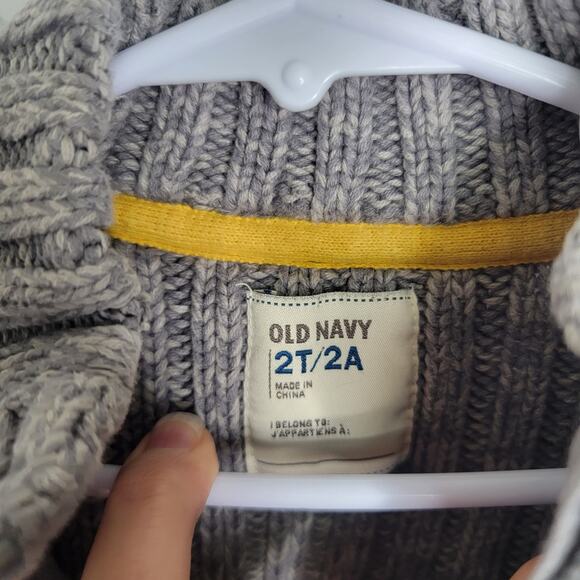 OLD NAVY
2T/2A
MADE IN
CHINA
I BELONG TO:
J'APPARTIENS À: